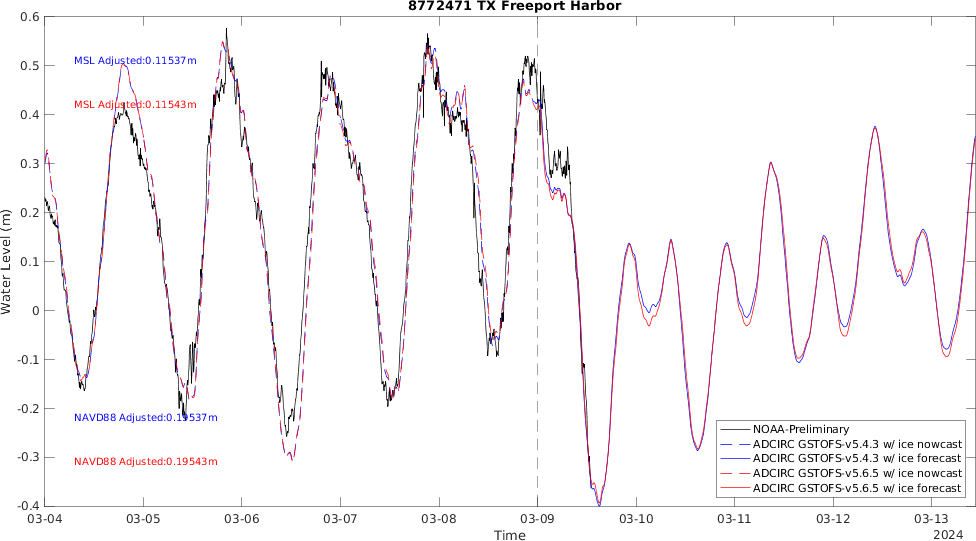 8772471 TX Freeport Harbor
0.6
0.5
0.4
0.3
0.2
0.1
0
-0.1
-0.2
-0.3
-0.4
Water Level (m)
MSL Adjusted:0.11537m
MSL Adjusted:0.11543m
NAVD88 Adjusted:0.19537m
NAVD88 Adjusted:0.19543m
NOAA-Preliminary
ADCIRC GSTOFS-v5.4.3 w/ ice nowcast
ADCIRC GSTOFS-v5.4.3 w/ ice forecast
ADCIRC GSTOFS-v5.6.5 w/ ice nowcast
ADCIRC GSTOFS-v5.6.5 w/ ice forecast
03-04 03-05 03-06 03-07 03-08 03-09 03-10 03-11 03-12 03-13
Time
2024